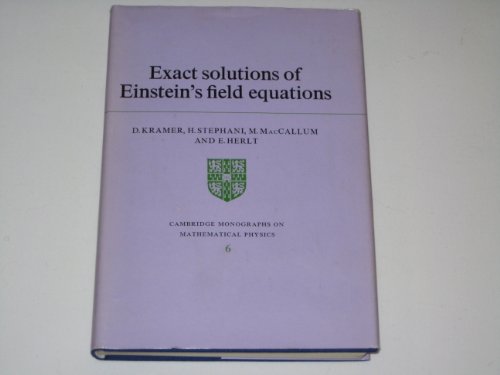 Exact solutions of
Einstein's field equations
D. KRAMER, H. STEPHANI, M. MACCALLUM
AND E. HERLT
CAMBRIDGE MONOGRAPHS ON
MATHEMATICAL PHYSICS
6